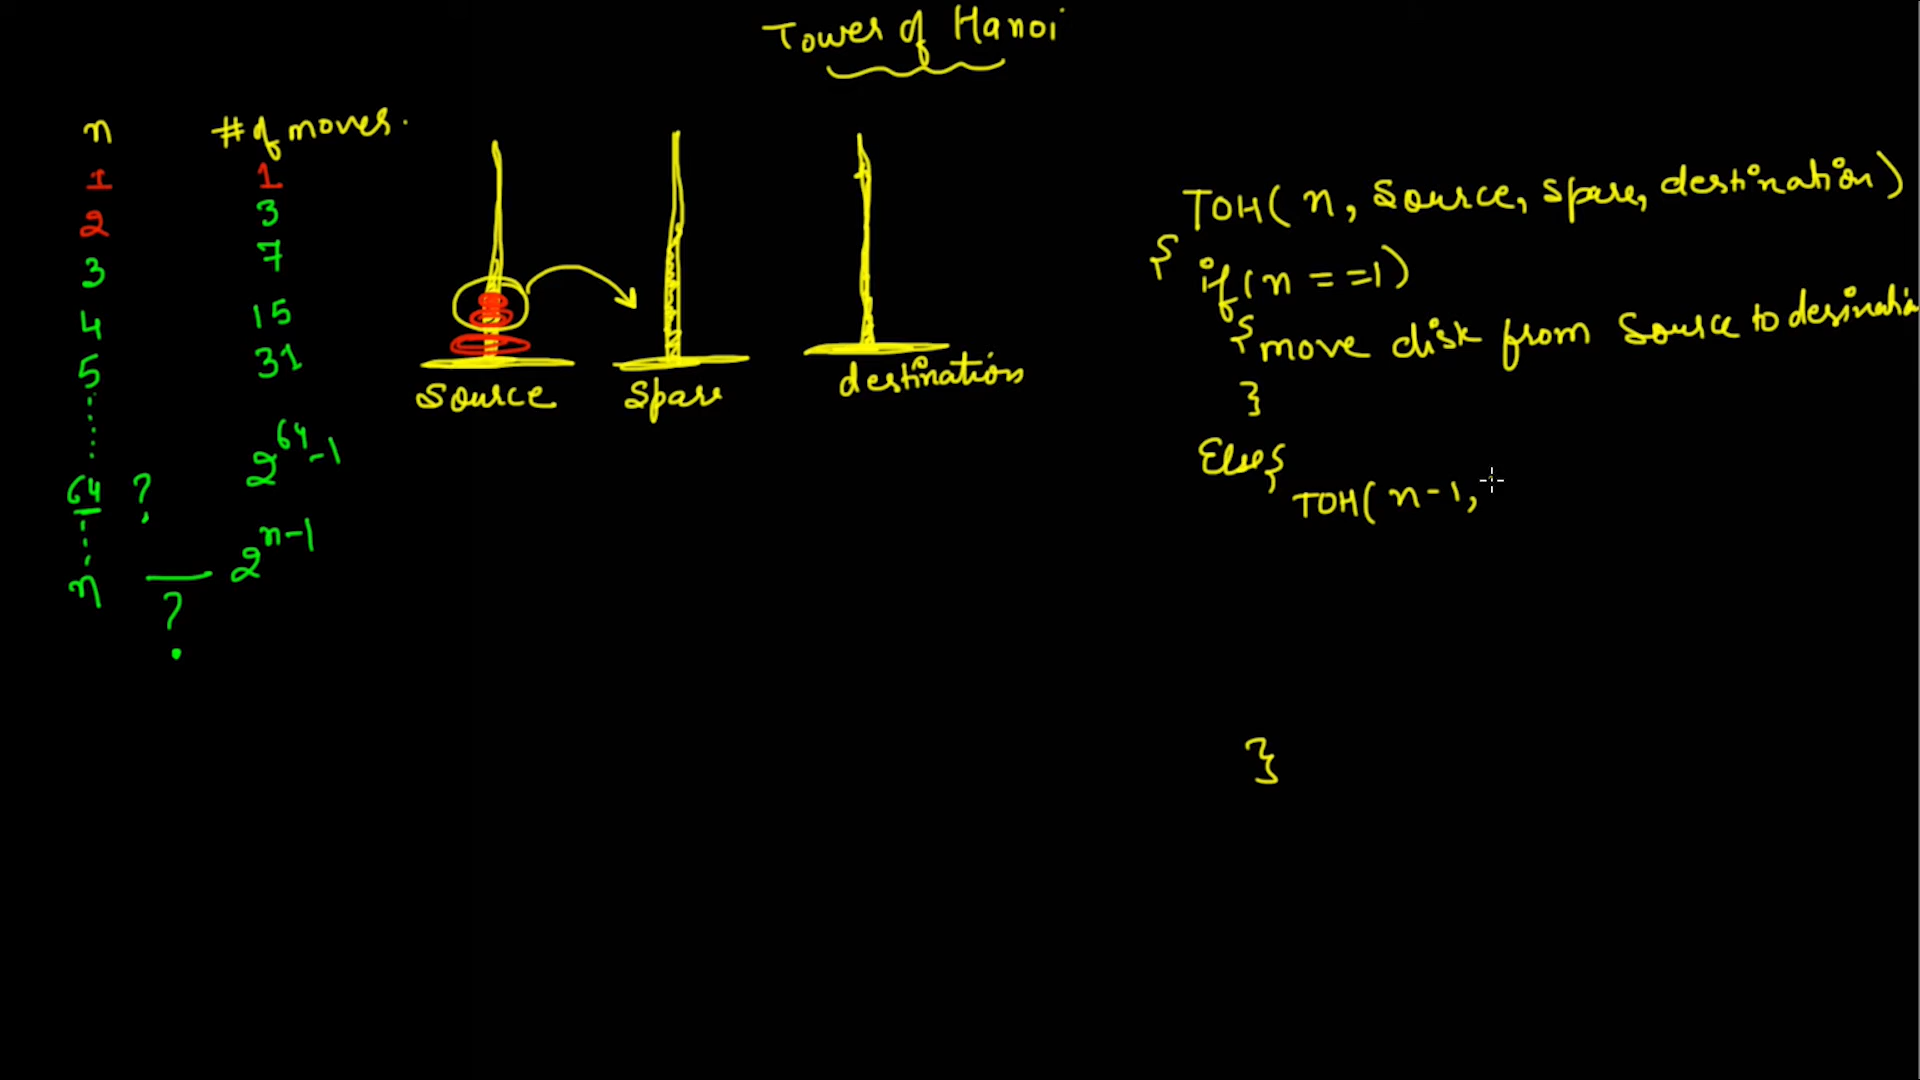 Tower of Hanoi
n # of moves.
1 1
2 3
3 7
4 15
5 31
64 ? 2^64-1
n ? 2^n-1
Source Spare destination
TOH( n, Source, Spare, destination)
{ if(n==1)
{ move disk from Source to desination
}
Else{
TOH( n-1,
}